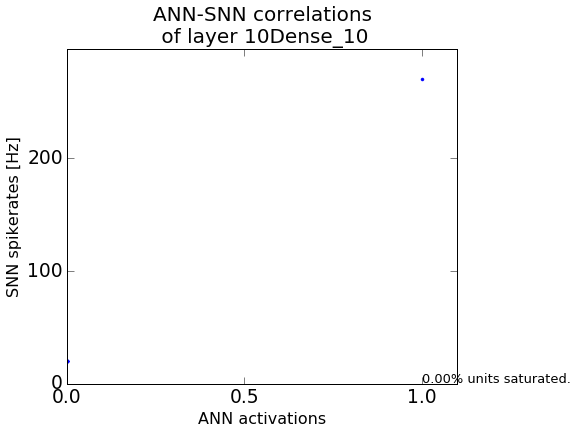 ANN-SNN correlations
of layer 10Dense_10
SNN spikerates [Hz]
200
100
0
0.0
0.5
1.0
0.00% units saturated.
ANN activations